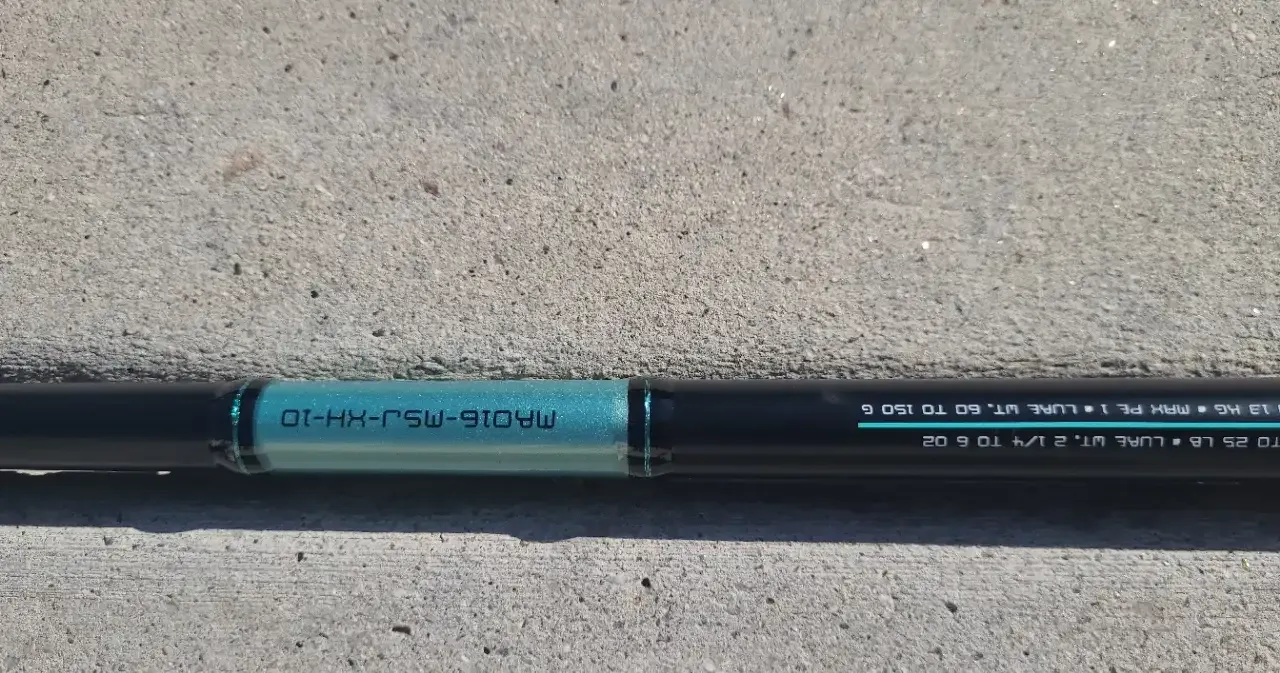 MA016-MSJ-XH-10
TO 25 LB ▪ LURE WT. 2 1/4 TO 6 OZ
13 KG ▪ MAX PE 1 ▪ LURE WT. 60 TO 150 G